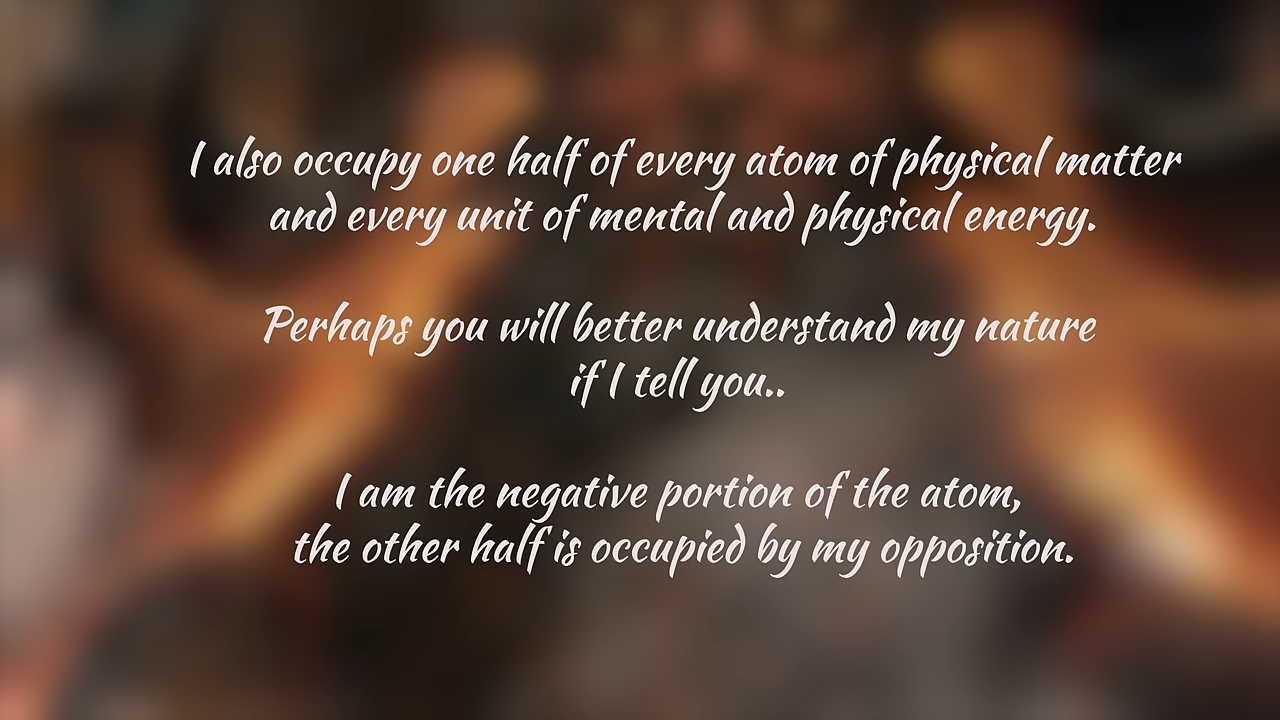 I also occupy one half of every atom of physical matter
and every unit of mental and physical energy.
Perhaps you will better understand my nature
if I tell you..
I am the negative portion of the atom,
the other half is occupied by my opposition.